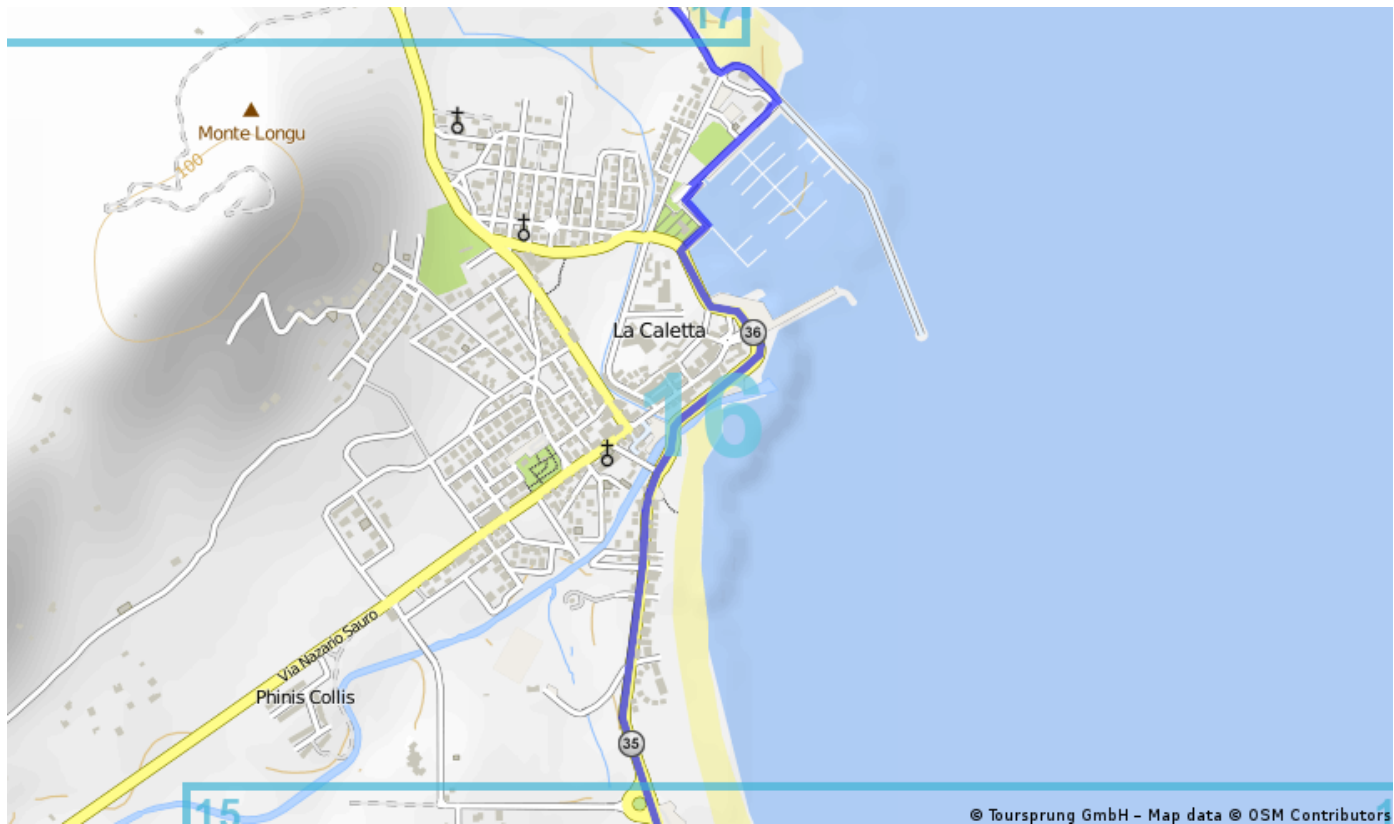 17
Monte Longu
100
La Caletta
36
16
Via Nazario Sauro
Phinis Collis
35
15
© Toursprung GmbH – Map data © OSM Contributors